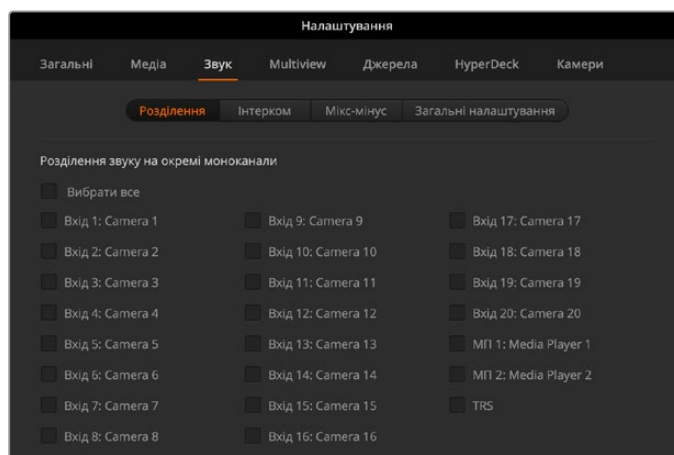 Налаштування
Загальні Медіа Звук Multiview Джерела HyperDeck Камери
Розділення Інтерком Мікс-мінус Загальні налаштування
Розділення звуку на окремі моноканали
Вибрати все
Вхід 1: Camera 1 Вхід 9: Camera 9 Вхід 17: Camera 17
Вхід 2: Camera 2 Вхід 10: Camera 10 Вхід 18: Camera 18
Вхід 3: Camera 3 Вхід 11: Camera 11 Вхід 19: Camera 19
Вхід 4: Camera 4 Вхід 12: Camera 12 Вхід 20: Camera 20
Вхід 5: Camera 5 Вхід 13: Camera 13 МП 1: Media Player 1
Вхід 6: Camera 6 Вхід 14: Camera 14 МП 2: Media Player 2
Вхід 7: Camera 7 Вхід 15: Camera 15 TRS
Вхід 8: Camera 8 Вхід 16: Camera 16